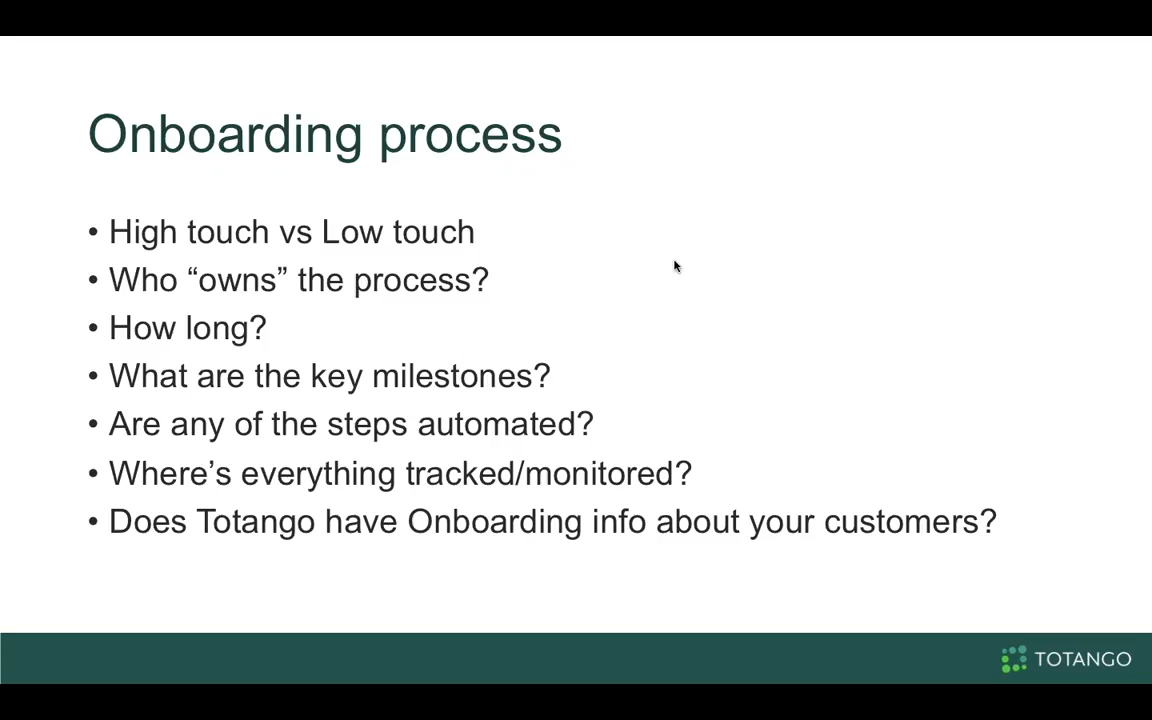 Onboarding process
• High touch vs Low touch
• Who “owns” the process?
• How long?
• What are the key milestones?
• Are any of the steps automated?
• Where’s everything tracked/monitored?
• Does Totango have Onboarding info about your customers?
TOTANGO